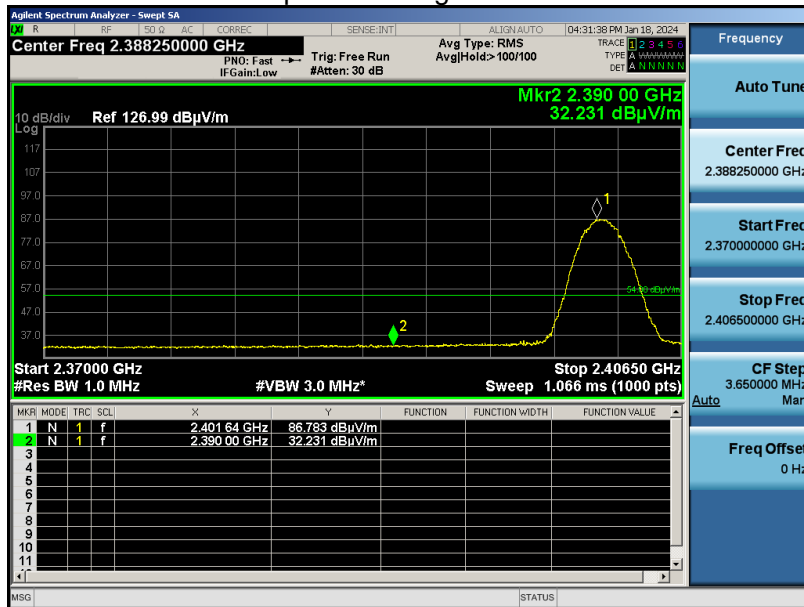 Agilent Spectrum Analyzer - Swept SA
LXI R RF 50 Ω AC CORREC SENSE:INT ALIGN AUTO 04:31:38 PM Jan 18, 2024
Center Freq 2.388250000 GHz
PNO: Fast
IFGain:Low
Trig: Free Run
#Atten: 30 dB
Avg Type: RMS
Avg|Hold:>100/100
TRACE 1 2 3 4 5 6
TYPE A WWWWW
DET A N N N N N
Mkr2 2.390 00 GHz
32.231 dBµV/m
10 dB/div Ref 126.99 dBµV/m
Log
117
107
97.0
87.0
77.0
67.0
57.0
47.0
37.0
1
2
Start 2.37000 GHz Stop 2.40650 GHz
#Res BW 1.0 MHz #VBW 3.0 MHz* Sweep 1.066 ms (1000 pts)
MKR MODE TRC SCL X Y FUNCTION FUNCTION WIDTH FUNCTION VALUE
1 N 1 f 2.401 64 GHz 86.783 dBµV/m
2 N 1 f 2.390 00 GHz 32.231 dBµV/m
3
4
5
6
7
8
9
10
11
MSG STATUS
Frequency
Auto Tune
Center Freq
2.388250000 GHz
Start Freq
2.370000000 GHz
Stop Freq
2.406500000 GHz
CF Step
3.650000 MHz
Auto Man
Freq Offset
0 Hz